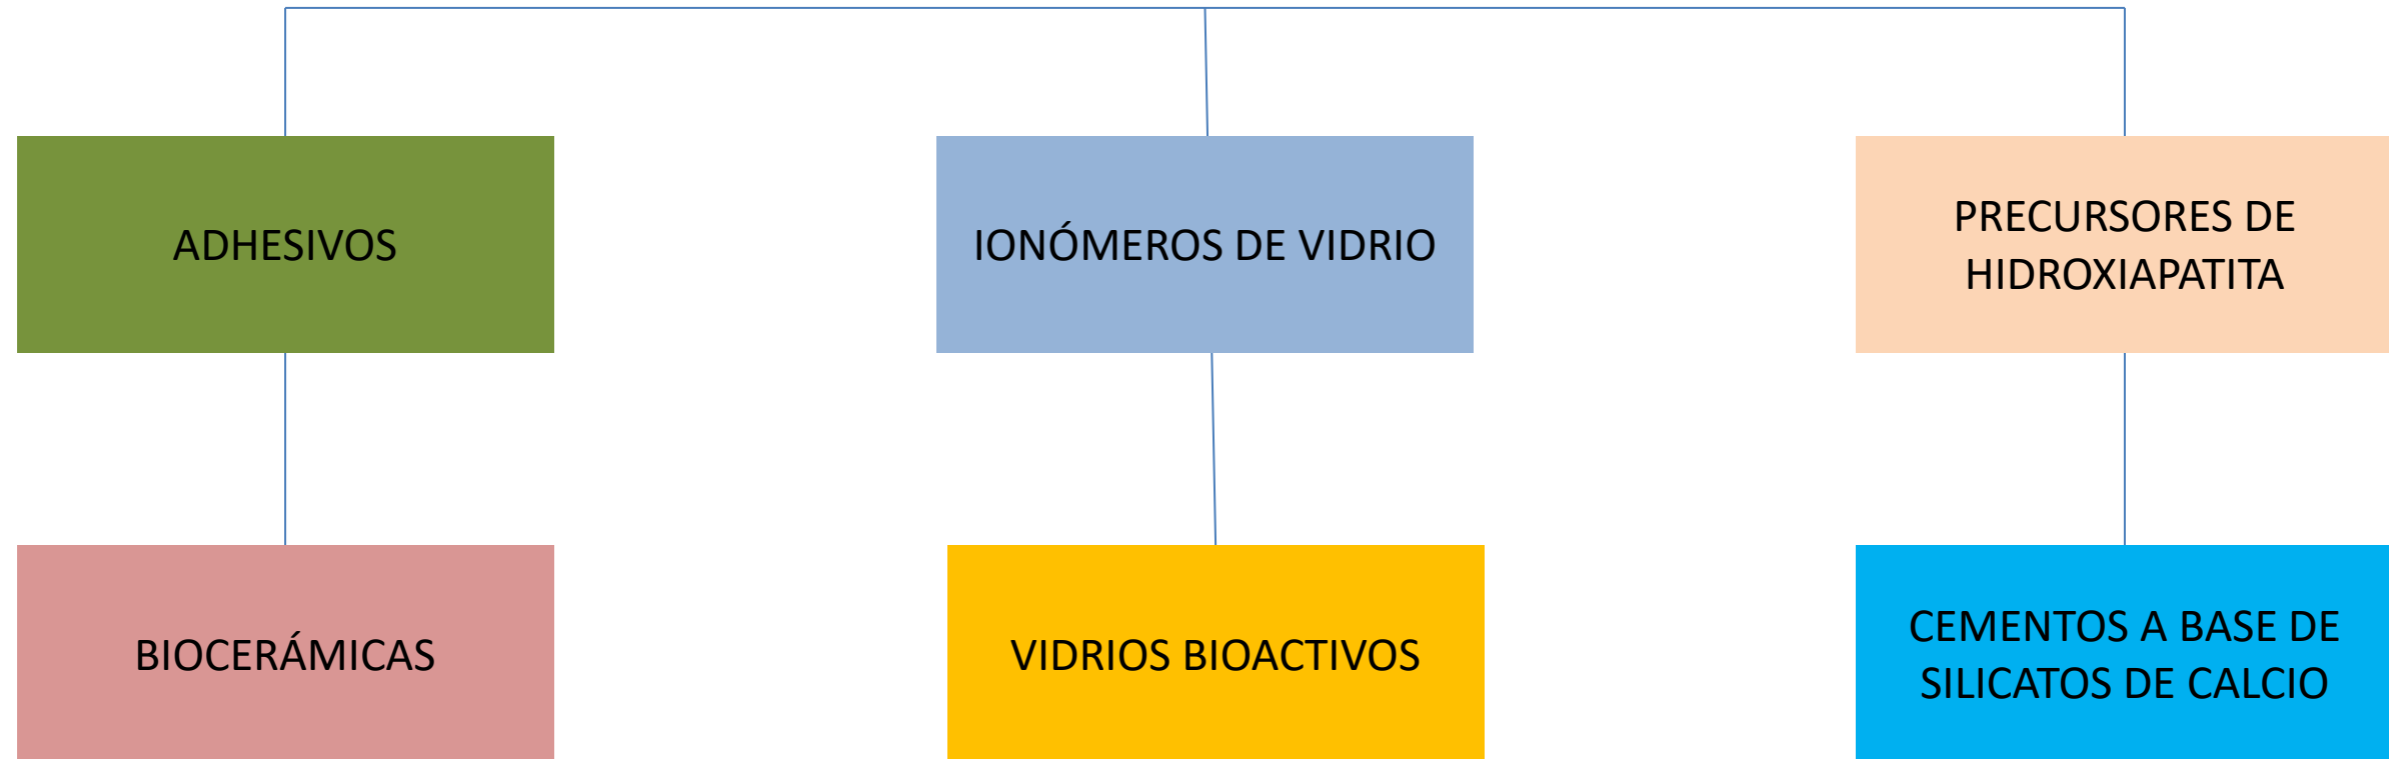 ADHESIVOS
IONÓMEROS DE VIDRIO
PRECURSORES DE
HIDROXIAPATITA
BIOCERÁMICAS
VIDRIOS BIOACTIVOS
CEMENTOS A BASE DE
SILICATOS DE CALCIO